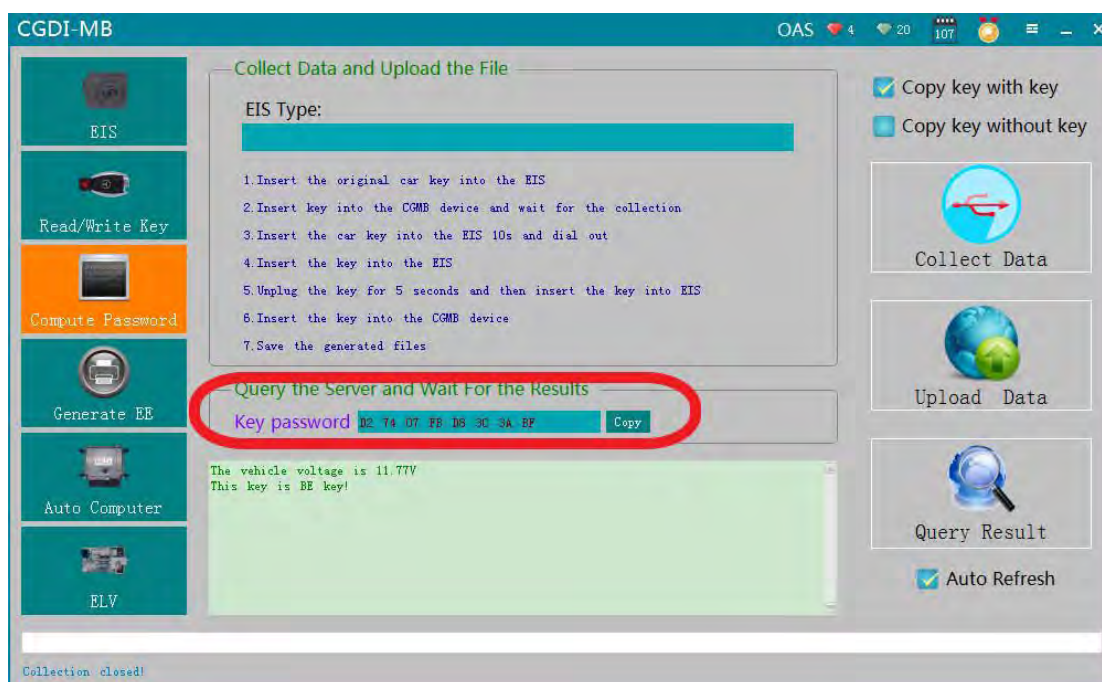 CGDI-MB
OAS 4 20 107
EIS
Read/Write Key
Compute Password
Generate EE
Auto Computer
ELV
Collect Data and Upload the File
EIS Type:
1.Insert the original car key into the EIS
2.Insert key into the CGMB device and wait for the collection
3.Insert the car key into the EIS 10s and dial out
4.Insert the key into the EIS
5.Unplug the key for 5 seconds and then insert the key into EIS
6.Insert the key into the CGMB device
7.Save the generated files
Query the Server and Wait For the Results
Key password D2 74 07 FB D8 3C 3A BF Copy
The vehicle voltage is 11.77V
This key is BE key!
Copy key with key
Copy key without key
Collect Data
Upload Data
Query Result
Auto Refresh
Collection closed!